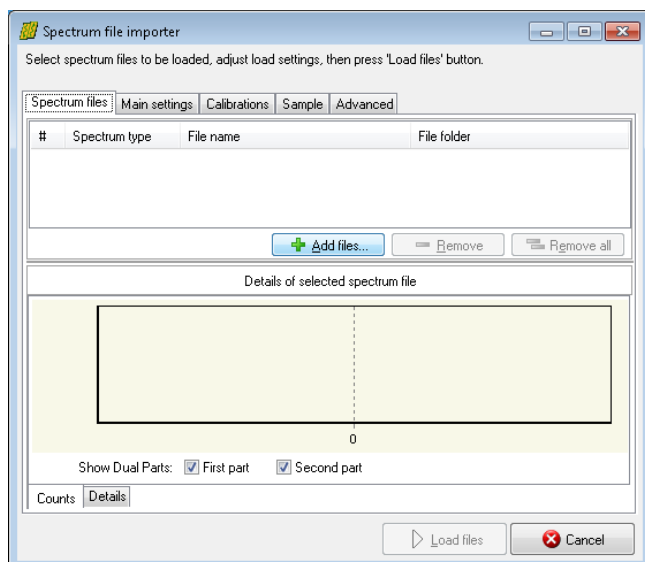 Spectrum file importer
Select spectrum files to be loaded, adjust load settings, then press 'Load files' button.
Spectrum files Main settings Calibrations Sample Advanced
# Spectrum type File name File folder
Add files... Remove Remove all
Details of selected spectrum file
0
Show Dual Parts: First part Second part
Counts Details
Load files Cancel